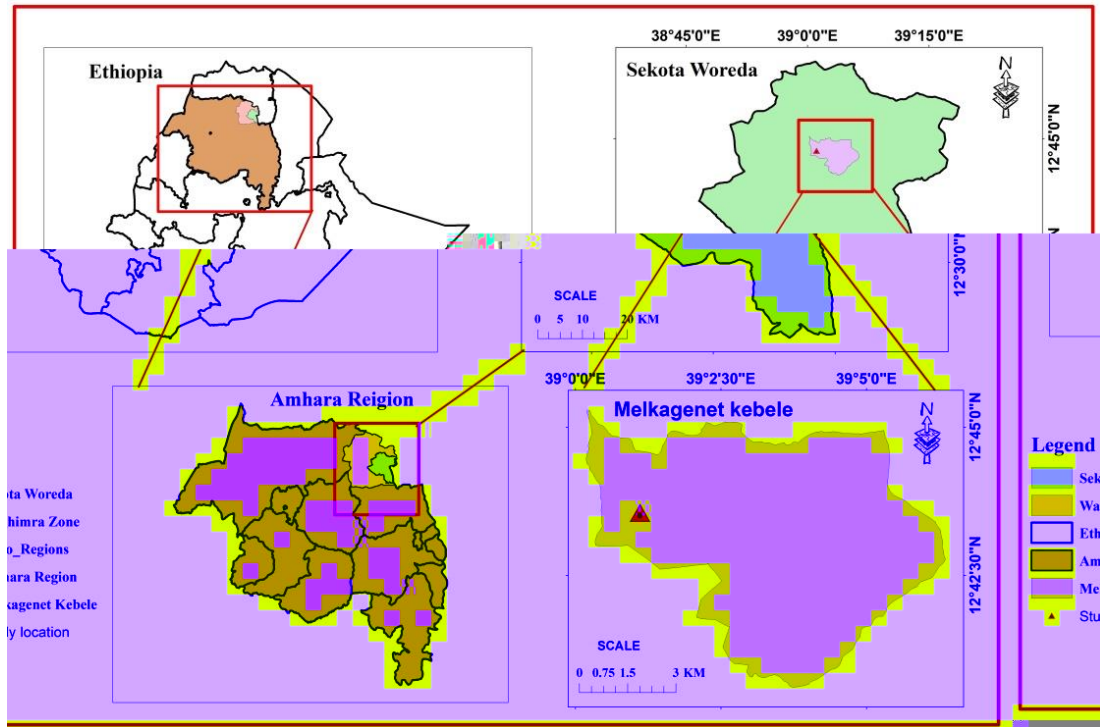 Ethiopia
38°45'0"E 39°0'0"E 39°15'0"E
Sekota Woreda
N
12°45'0"N
12°30'0"N
SCALE
0 5 10 20 KM
39°0'0"E 39°2'30"E 39°5'0"E
Amhara Reigion
Melkagenet kebele
N
12°45'0"N
12°42'30"N
SCALE
0 0.75 1.5 3 KM
ota Woreda
himra Zone
o_Regions
hara Region
kagenet Kebele
ly location
Legend
Sek
Wa
Eth
Am
Me
Stu